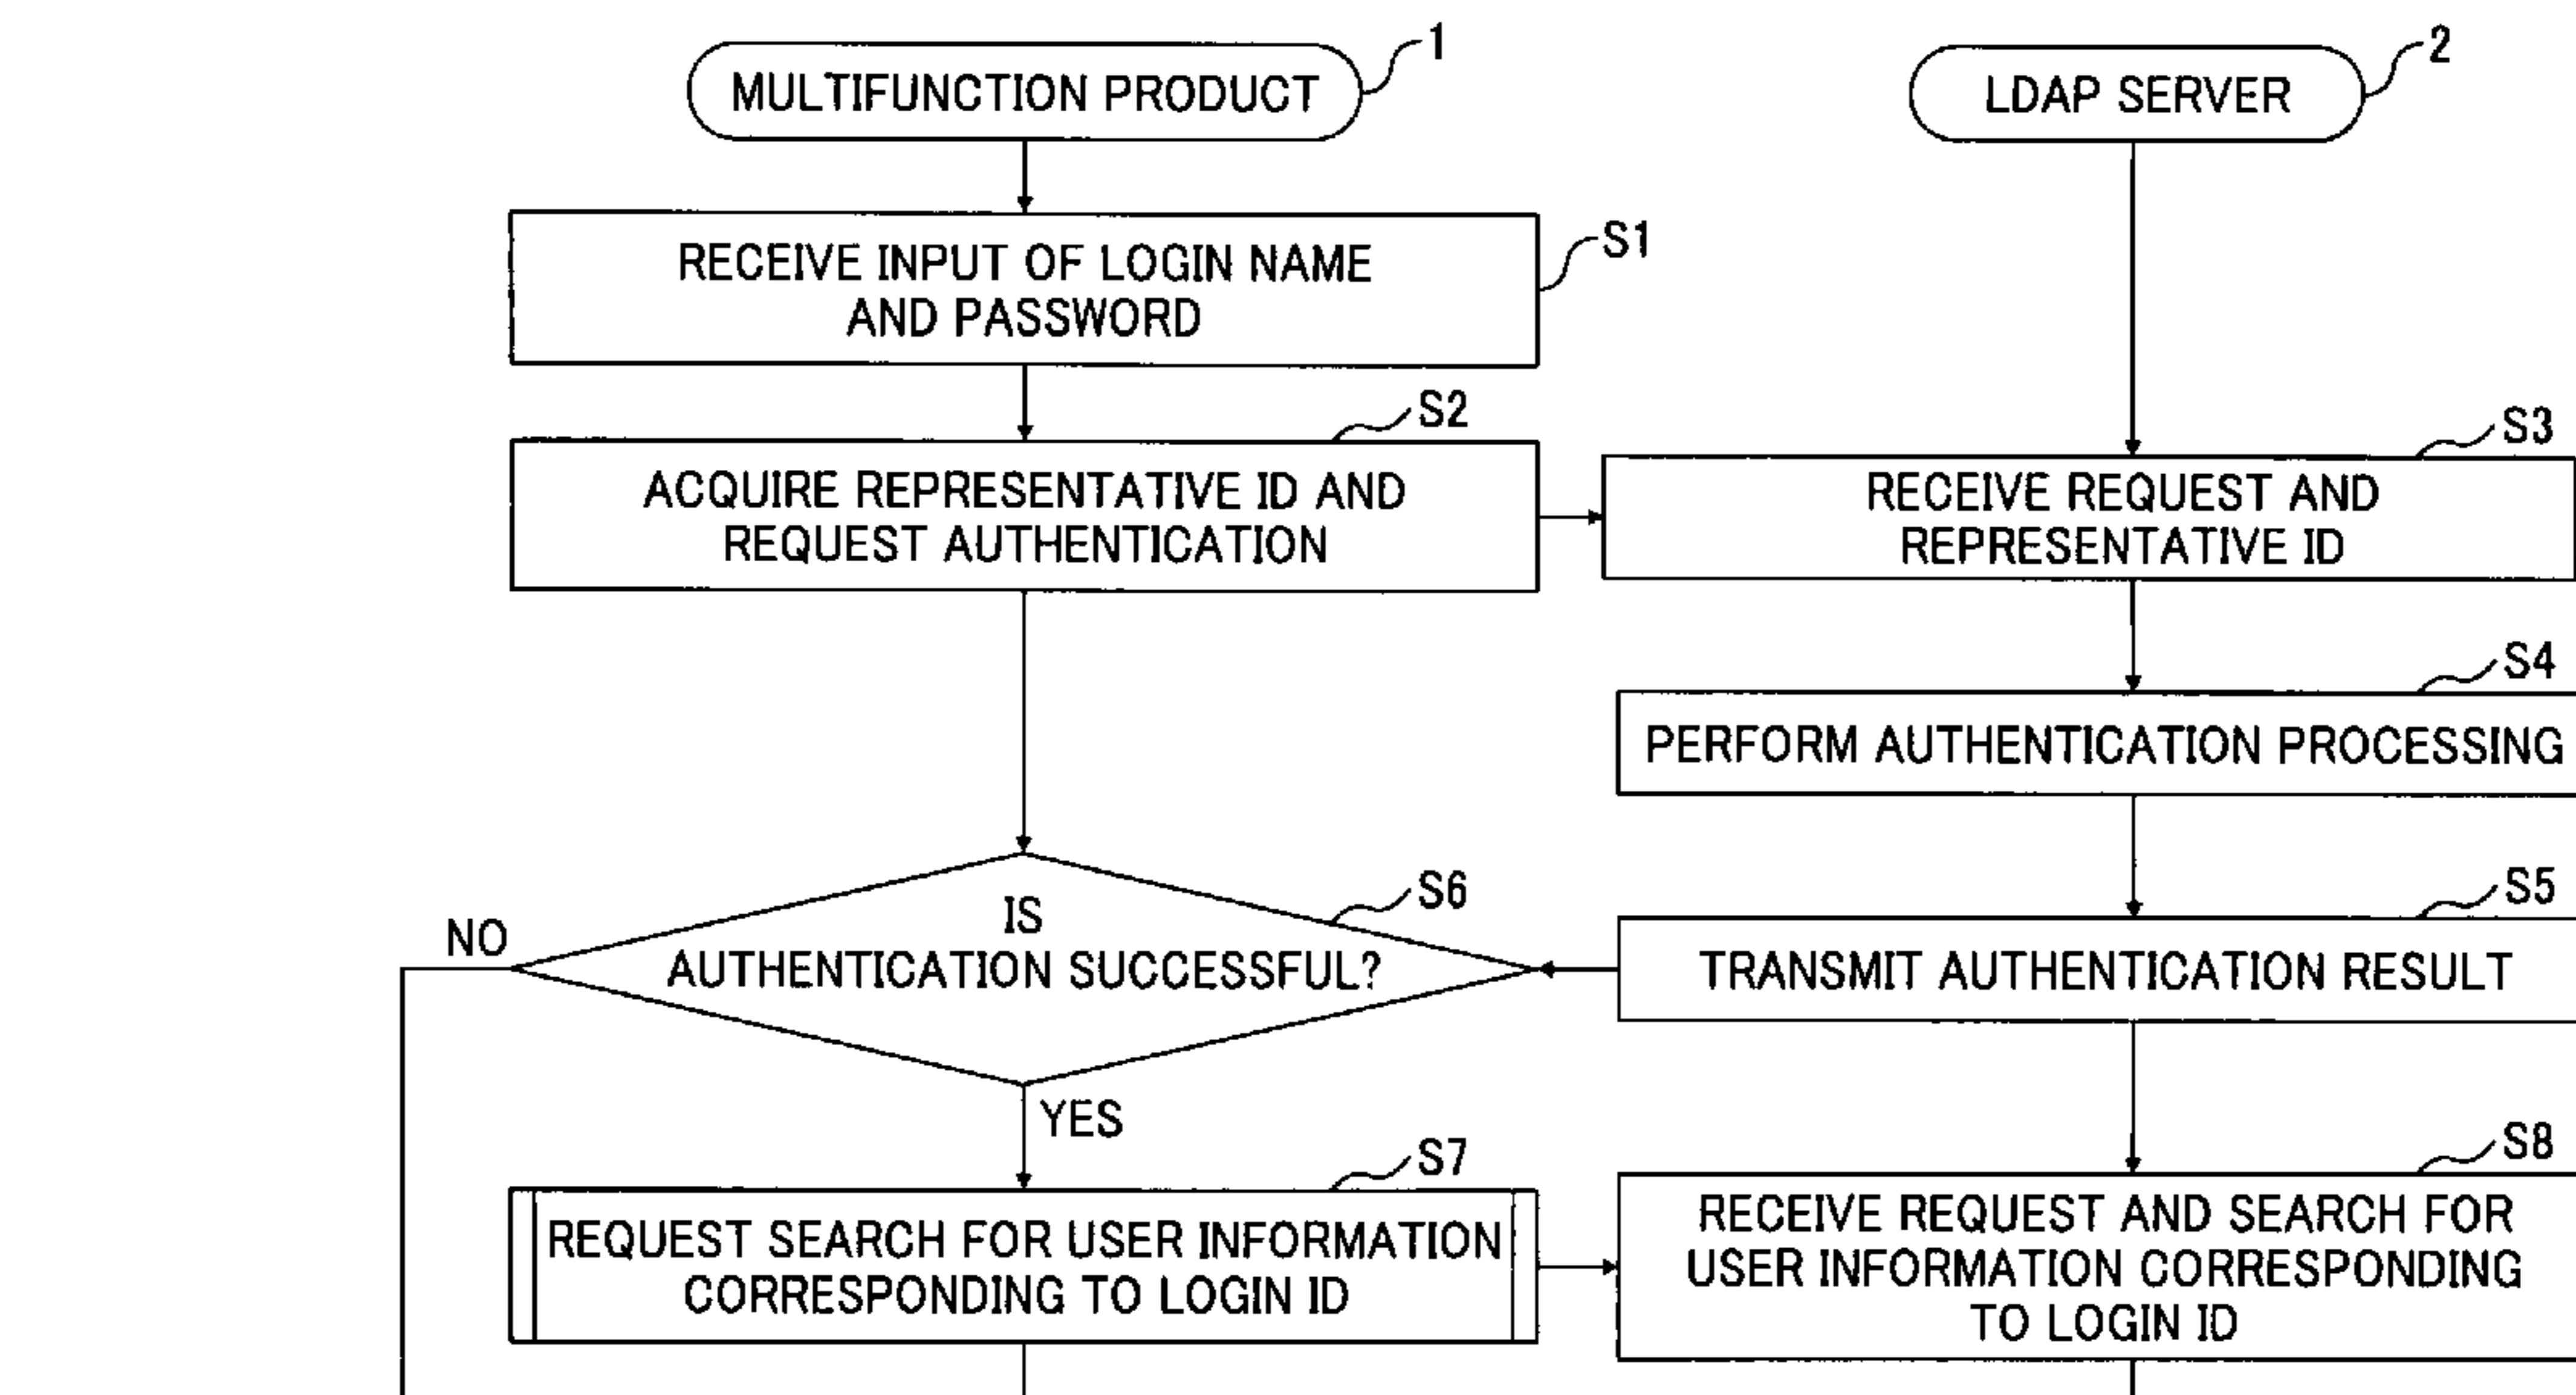 1
MULTIFUNCTION PRODUCT
2
LDAP SERVER
S1
RECEIVE INPUT OF LOGIN NAME
AND PASSWORD
S2
ACQUIRE REPRESENTATIVE ID AND
REQUEST AUTHENTICATION
S3
RECEIVE REQUEST AND
REPRESENTATIVE ID
S4
PERFORM AUTHENTICATION PROCESSING
S5
TRANSMIT AUTHENTICATION RESULT
S6
IS
AUTHENTICATION SUCCESSFUL?
NO
YES
S7
REQUEST SEARCH FOR USER INFORMATION
CORRESPONDING TO LOGIN ID
S8
RECEIVE REQUEST AND SEARCH FOR
USER INFORMATION CORRESPONDING
TO LOGIN ID